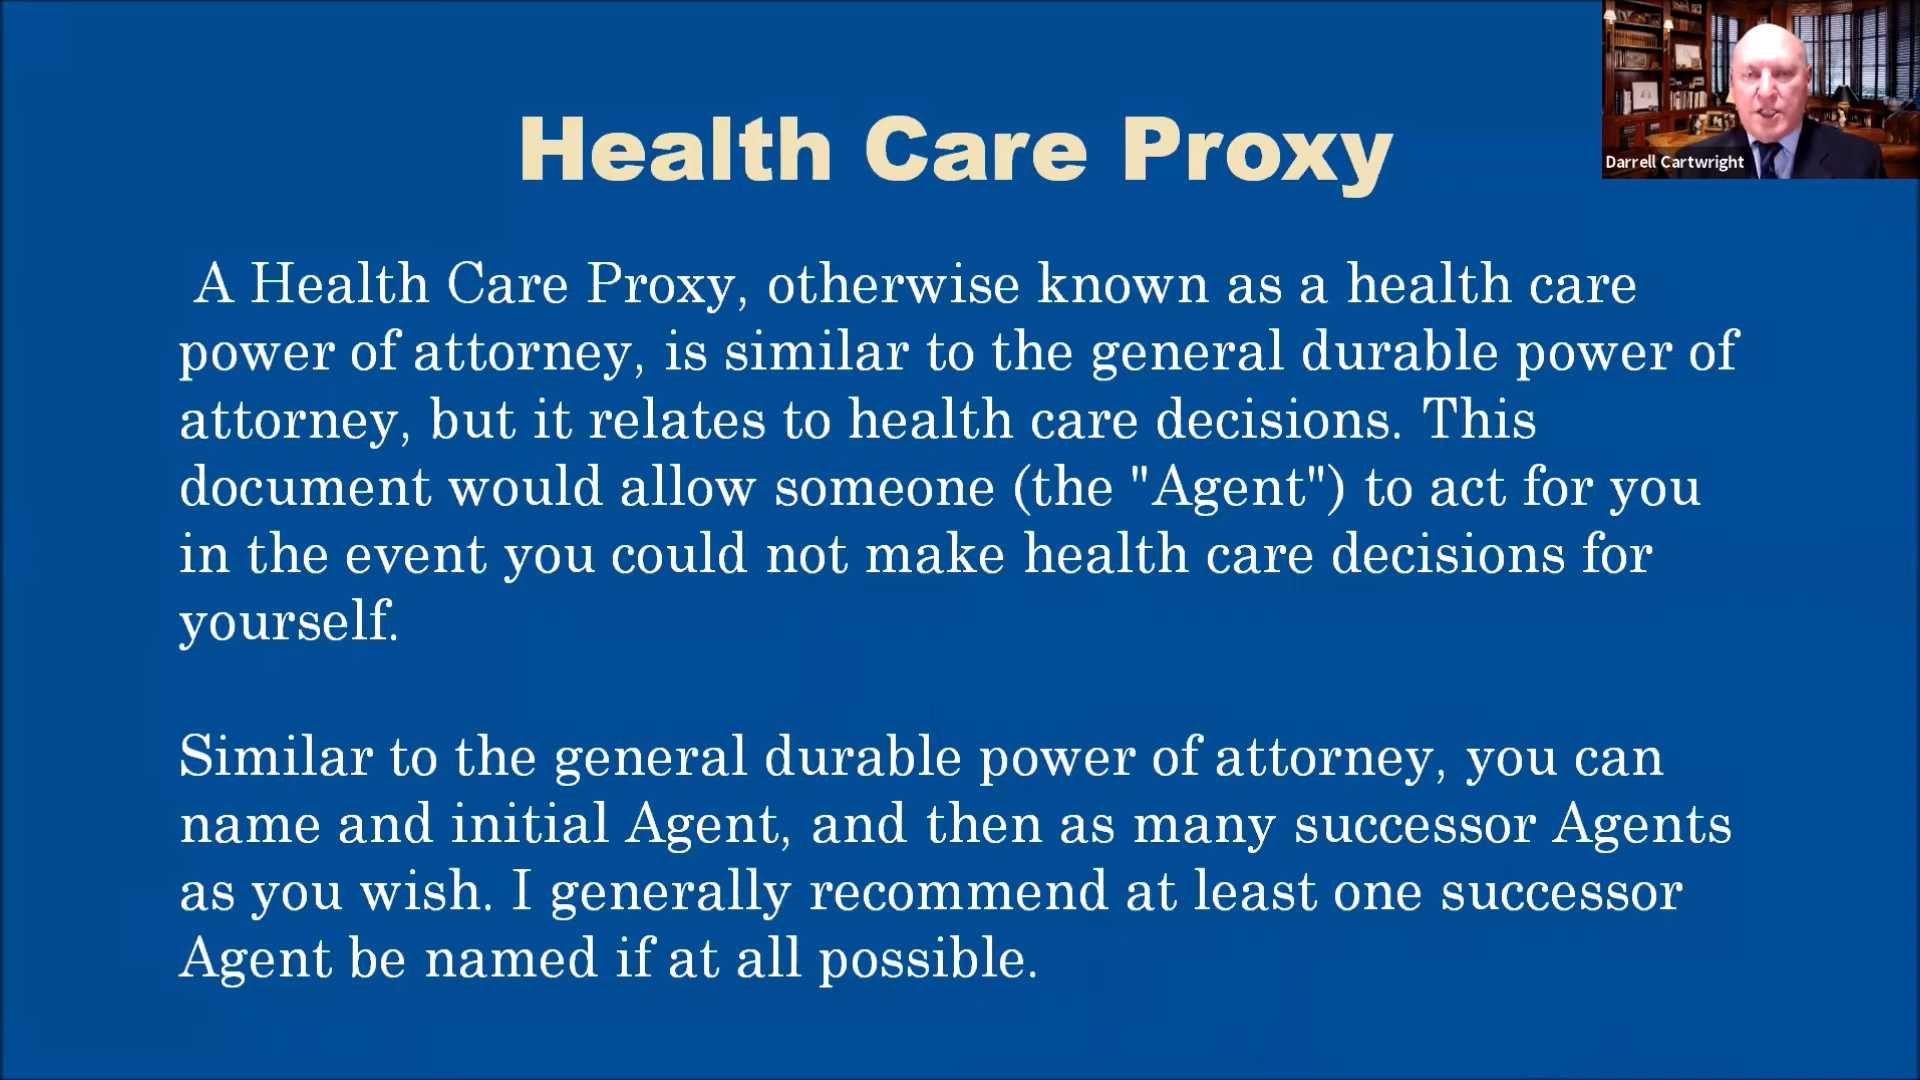 Health Care Proxy
Darrell Cartwright
A Health Care Proxy, otherwise known as a health care
power of attorney, is similar to the general durable power of
attorney, but it relates to health care decisions. This
document would allow someone (the "Agent") to act for you
in the event you could not make health care decisions for
yourself.
Similar to the general durable power of attorney, you can
name and initial Agent, and then as many successor Agents
as you wish. I generally recommend at least one successor
Agent be named if at all possible.